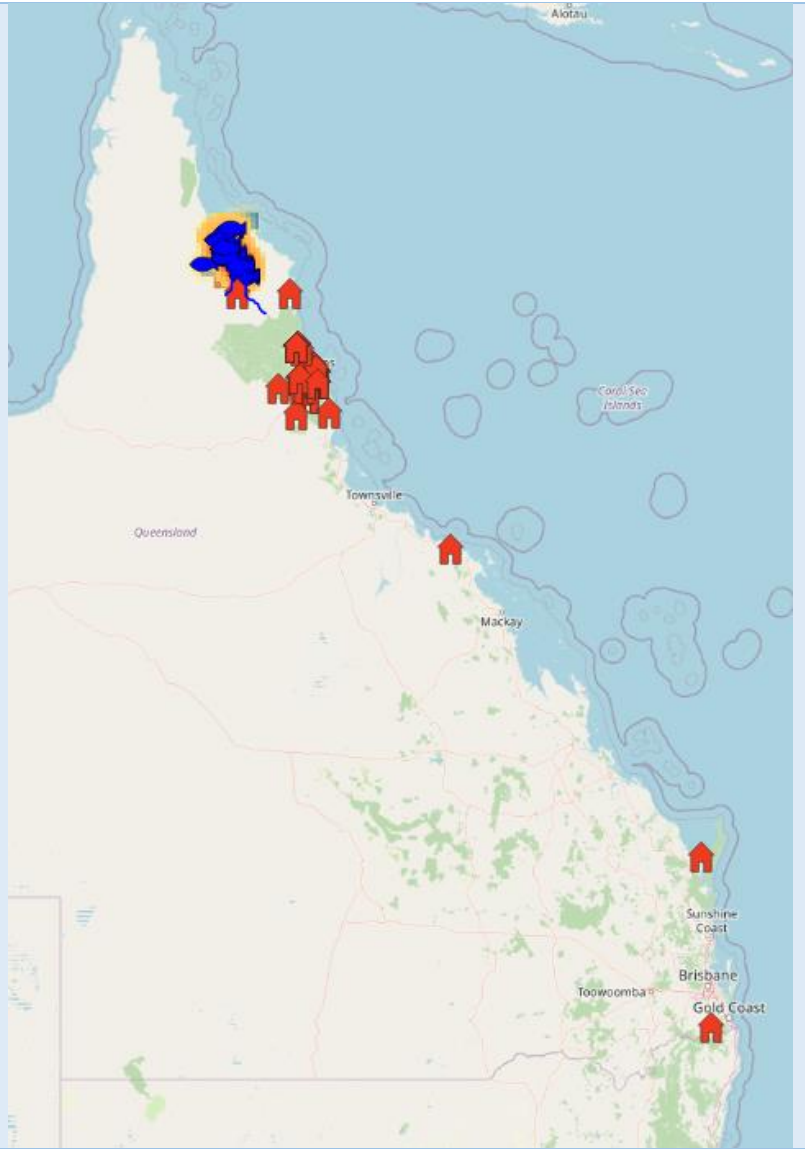 Alotau
Coral Sea
Islands
Townsville
Queensland
Mackay
Sunshine
Coast
Brisbane
Toowoomba
Gold Coast